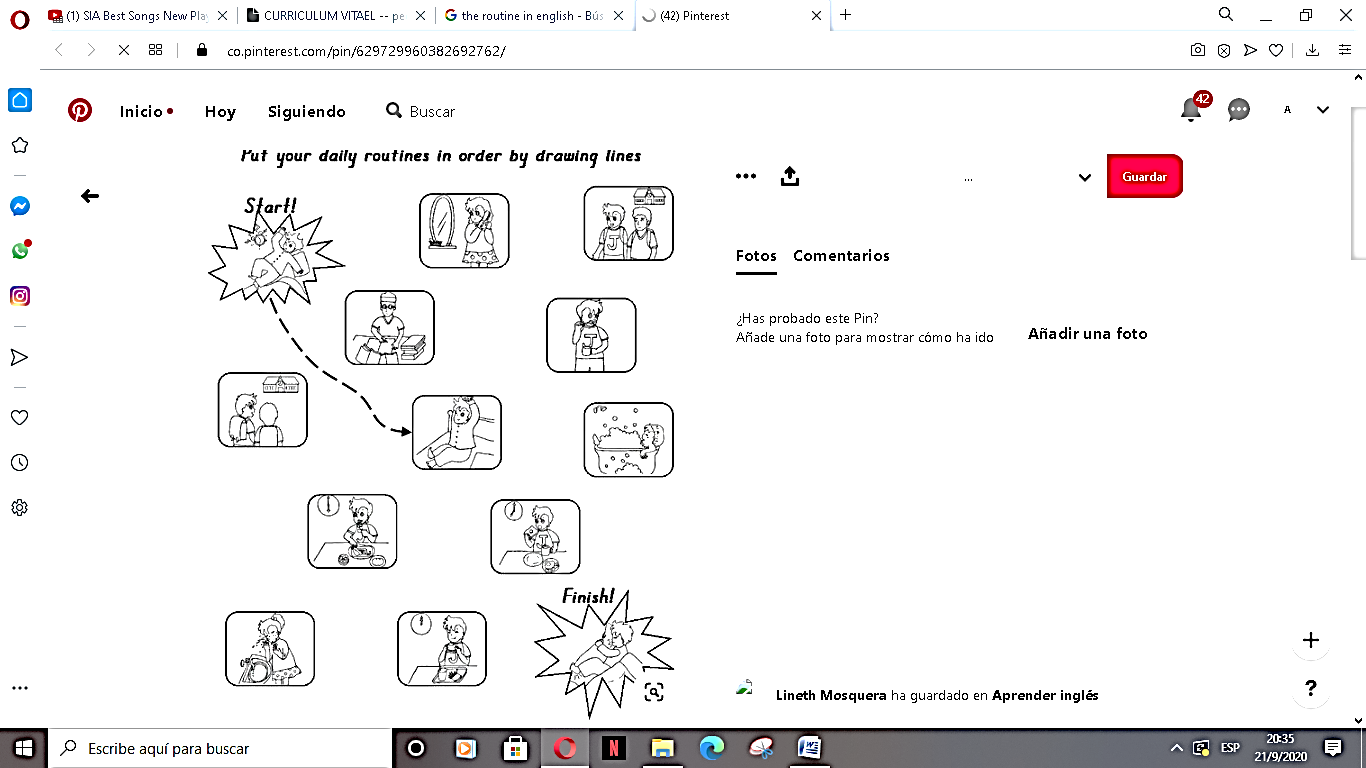 (1) SIA Best Songs New Play
CURRICULUM VITAEL -- pe
the routine in english - Bús
(42) Pinterest
co.pinterest.com/pin/629729960382692762/
Inicio
Hoy
Siguiendo
Buscar
42
A
Put your daily routines in order by drawing lines
Start!
J
J
J
J
Finish!
...
Guardar
Fotos
Comentarios
¿Has probado este Pin?
Añade una foto para mostrar cómo ha ido
Añadir una foto
Lineth Mosquera ha guardado en Aprender inglés
+
?
Escribe aquí para buscar
N
W
ESP
20:35
21/9/2020